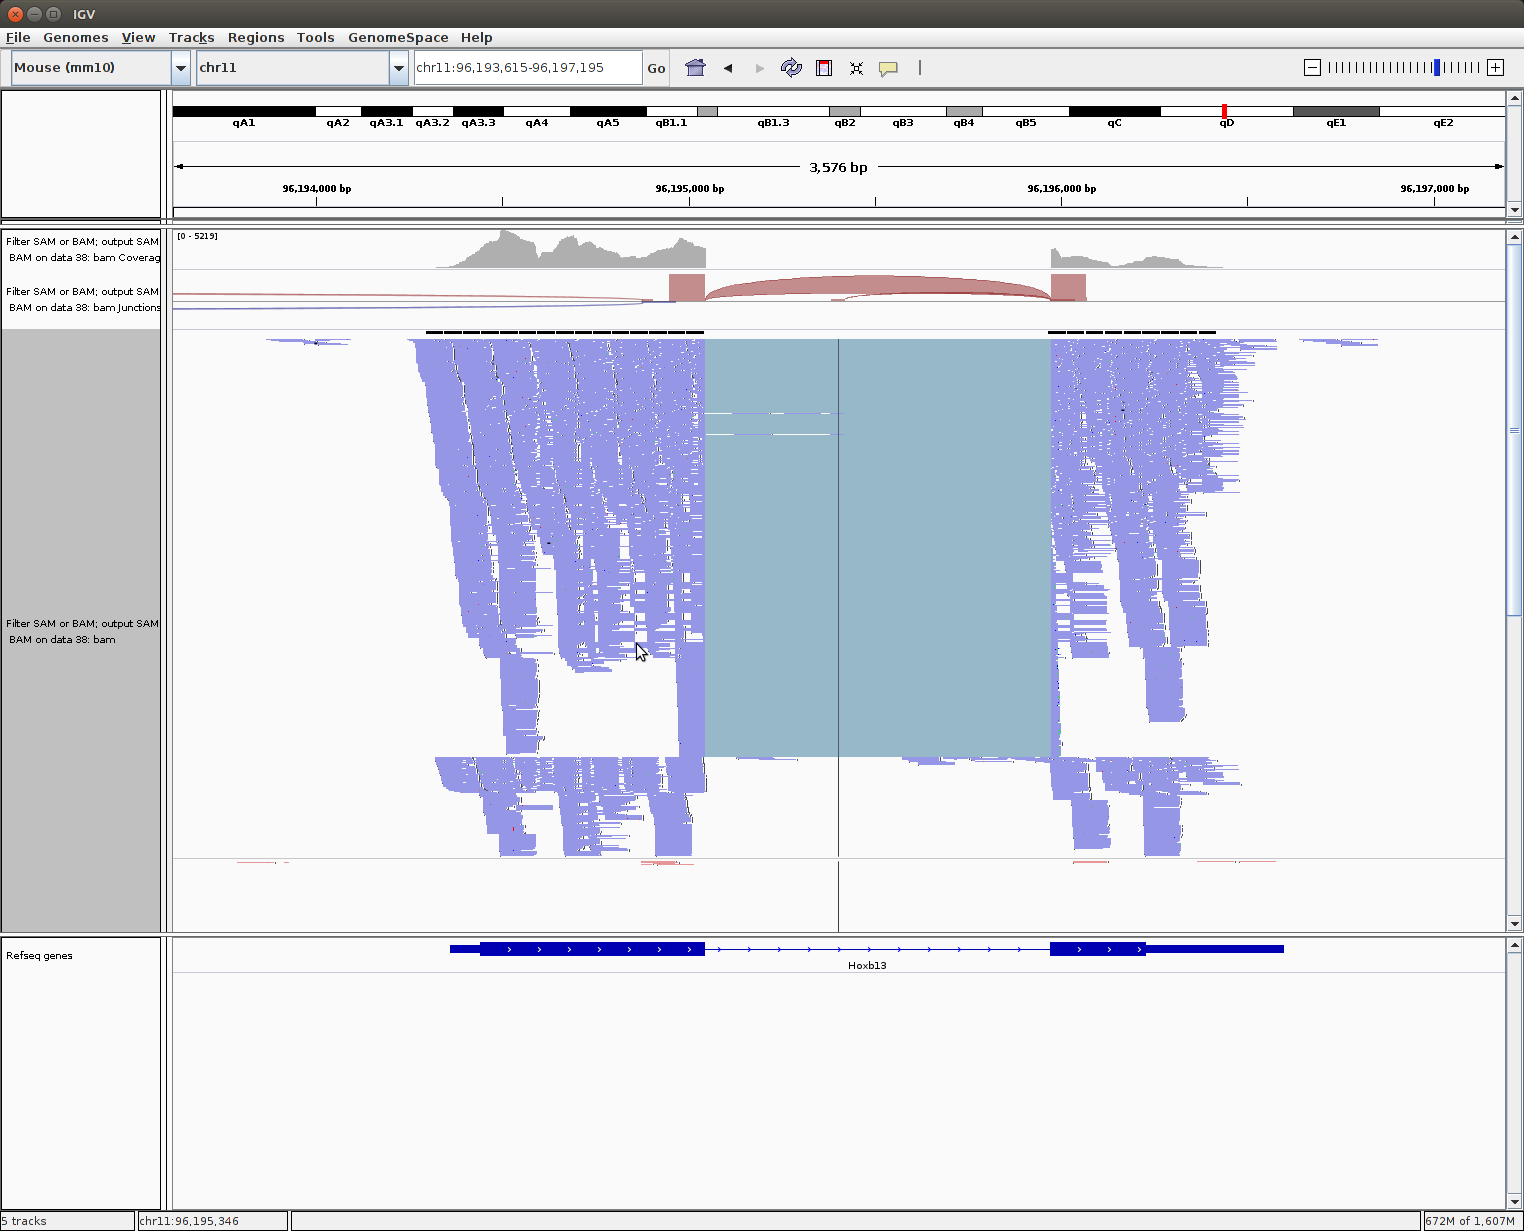 IGV
File Genomes View Tracks Regions Tools GenomeSpace Help
Mouse (mm10) chr11 chr11:96,193,615-96,197,195 Go
qA1 qA2 qA3.1 qA3.2 qA3.3 qA4 qA5 qB1.1 qB1.3 qB2 qB3 qB4 qB5 qC qD qE1 qE2
3,576 bp
96,194,000 bp 96,195,000 bp 96,196,000 bp 96,197,000 bp
[0 - 5219]
Filter SAM or BAM; output SAM
BAM on data 38: bam Coverag
Filter SAM or BAM; output SAM
BAM on data 38: bam Junctions
Filter SAM or BAM; output SAM
BAM on data 38: bam
Refseq genes
Hoxb13
5 tracks chr11:96,195,346 672M of 1,607M